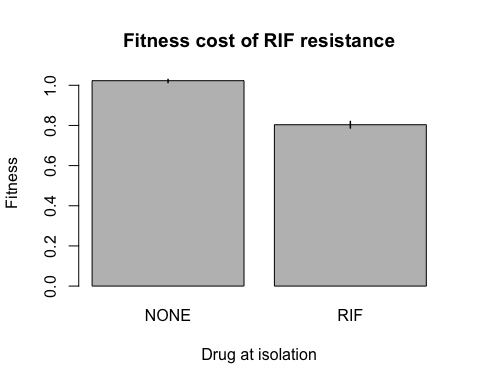 Fitness cost of RIF resistance
Fitness
1.0
0.8
0.6
0.4
0.2
0.0
NONE RIF
Drug at isolation